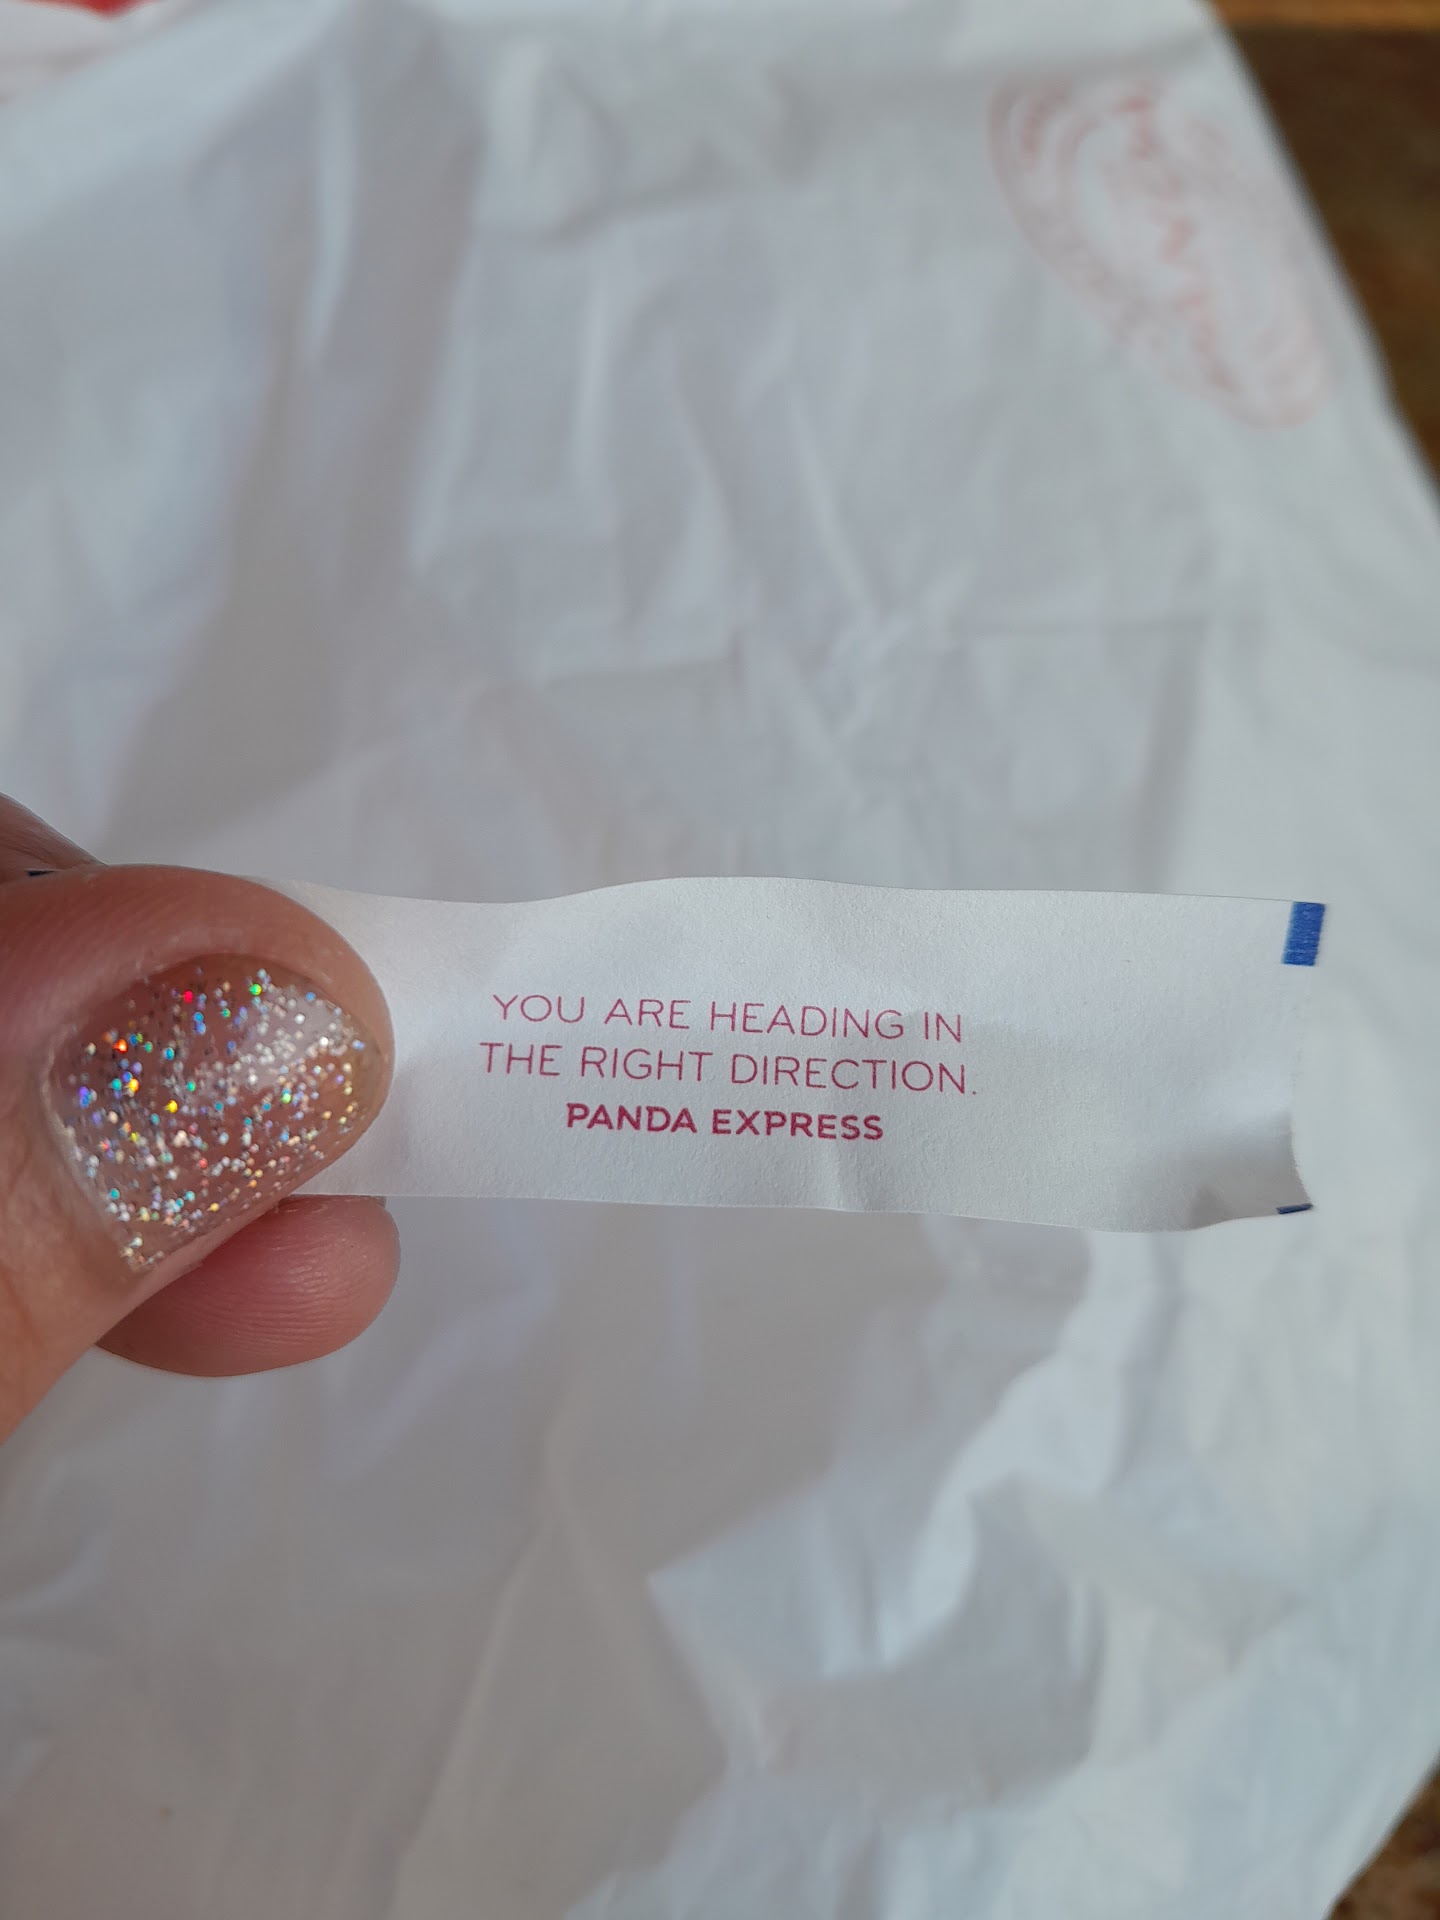 YOU ARE HEADING IN
THE RIGHT DIRECTION.
PANDA EXPRESS